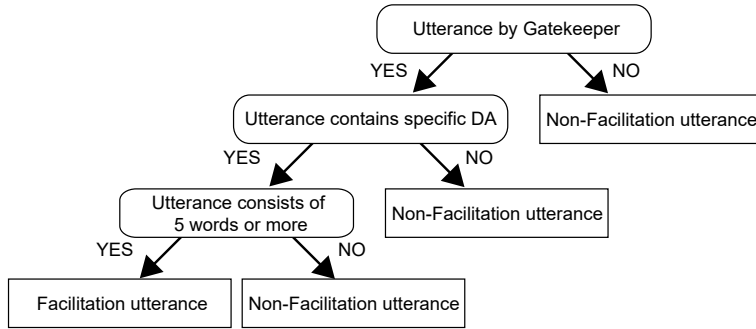 Utterance by Gatekeeper
YES
NO
Utterance contains specific DA
Non-Facilitation utterance
YES
NO
Utterance consists of
5 words or more
Non-Facilitation utterance
YES
NO
Facilitation utterance
Non-Facilitation utterance